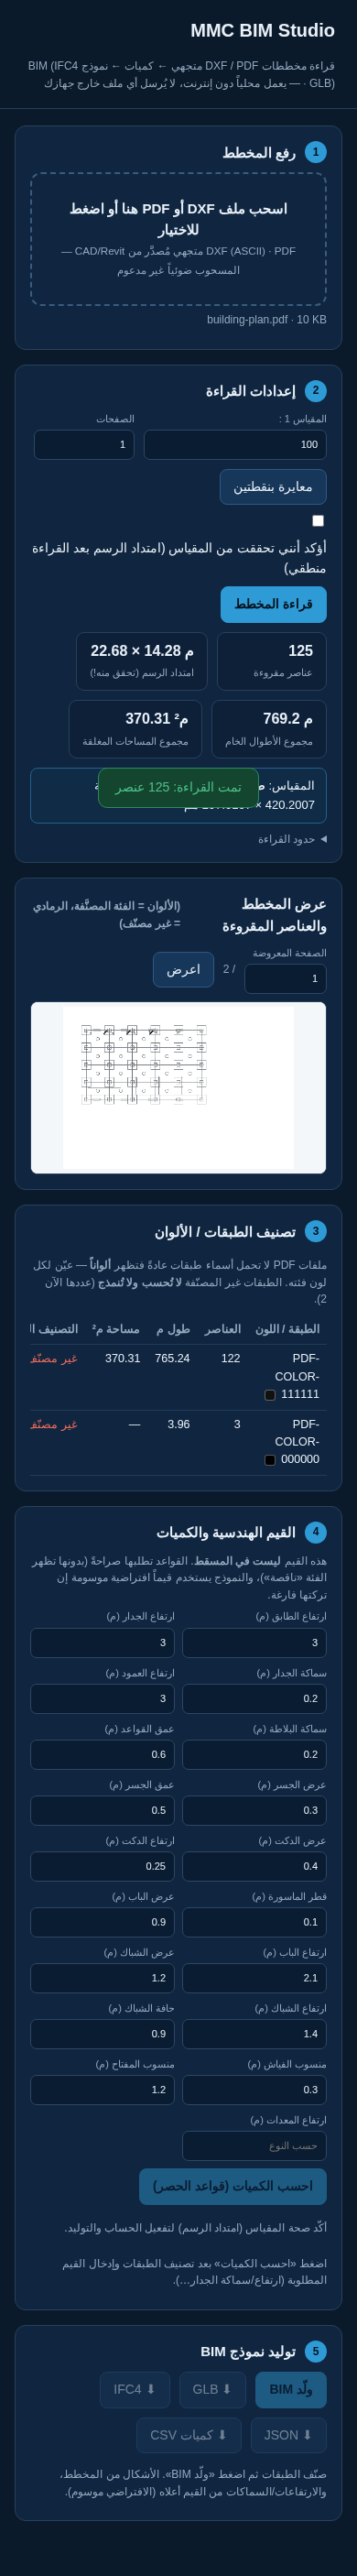 MMC BIM Studio
قراءة مخططات DXF / PDF متجهي ← كميات ← نموذج BIM (IFC4
· GLB) — يعمل محلياً دون إنترنت، لا يُرسل أي ملف خارج جهازك
1 رفع المخطط
اسحب ملف DXF أو PDF هنا أو اضغط
للاختيار
DXF (ASCII) · PDF متجهي مُصدَّر من CAD/Revit —
المسحوب ضوئياً غير مدعوم
building-plan.pdf · 10 KB
2 إعدادات القراءة
المقياس 1 : الصفحات
100 1
معايرة بنقطتين
أؤكد أنني تحققت من المقياس (امتداد الرسم بعد القراءة
منطقي)
قراءة المخطط
125
عناصر مقروءة
22.68 × 14.28 م
امتداد الرسم (تحقق منه!)
769.2 م
مجموع الأطوال الخام
370.31 م²
مجموع المساحات المغلقة
المقياس:
تمت القراءة: 125 عنصر
420.2007 ×
حدود القراءة
عرض المخطط
والعناصر المقروءة
(الألوان = الفئة المصنَّفة، الرمادي
= غير مصنّف)
الصفحة المعروضة
1 / 2 اعرض
3 تصنيف الطبقات / الألوان
ملفات PDF لا تحمل أسماء طبقات عادةً فتظهر ألواناً — عيّن لكل
لون فئته. الطبقات غير المصنّفة لا تُحسب ولا تُنمذج (عددها الآن
2).
الطبقة / اللون العناصر طول م مساحة م² التصنيف
PDF-
COLOR-
111111 122 765.24 370.31 غير مصنّف
PDF-
COLOR-
000000 3 3.96 — غير مصنّف
4 القيم الهندسية والكميات
هذه القيم ليست في المسقط. القواعد تطلبها صراحةً (بدونها تظهر
الفئة «ناقصة»)، والنموذج يستخدم قيماً افتراضية موسومة إن
تركتها فارغة.
ارتفاع الطابق (م) ارتفاع الجدار (م)
3 3
سماكة الجدار (م) ارتفاع العمود (م)
0.2 3
سماكة البلاطة (م) عمق القواعد (م)
0.2 0.6
عرض الجسر (م) عمق الجسر (م)
0.3 0.5
عرض الدكت (م) ارتفاع الدكت (م)
0.4 0.25
قطر الماسورة (م) عرض الباب (م)
0.1 0.9
ارتفاع الباب (م) عرض الشباك (م)
2.1 1.2
ارتفاع الشباك (م) حافة الشباك (م)
1.4 0.9
منسوب الفياش (م) منسوب المفتاح (م)
0.3 1.2
ارتفاع المعدات (م)
حسب النوع
احسب الكميات (قواعد الحصر)
أكّد صحة المقياس (امتداد الرسم) لتفعيل الحساب والتوليد.
اضغط «احسب الكميات» بعد تصنيف الطبقات وإدخال القيم
المطلوبة (ارتفاع/سماكة الجدار…).
5 توليد نموذج BIM
ولّد BIM ⬇ GLB ⬇ IFC4
⬇ JSON ⬇ كميات CSV
صنّف الطبقات ثم اضغط «ولّد BIM». الأشكال من المخطط،
والارتفاعات/السماكات من القيم أعلاه (الافتراضي موسوم).